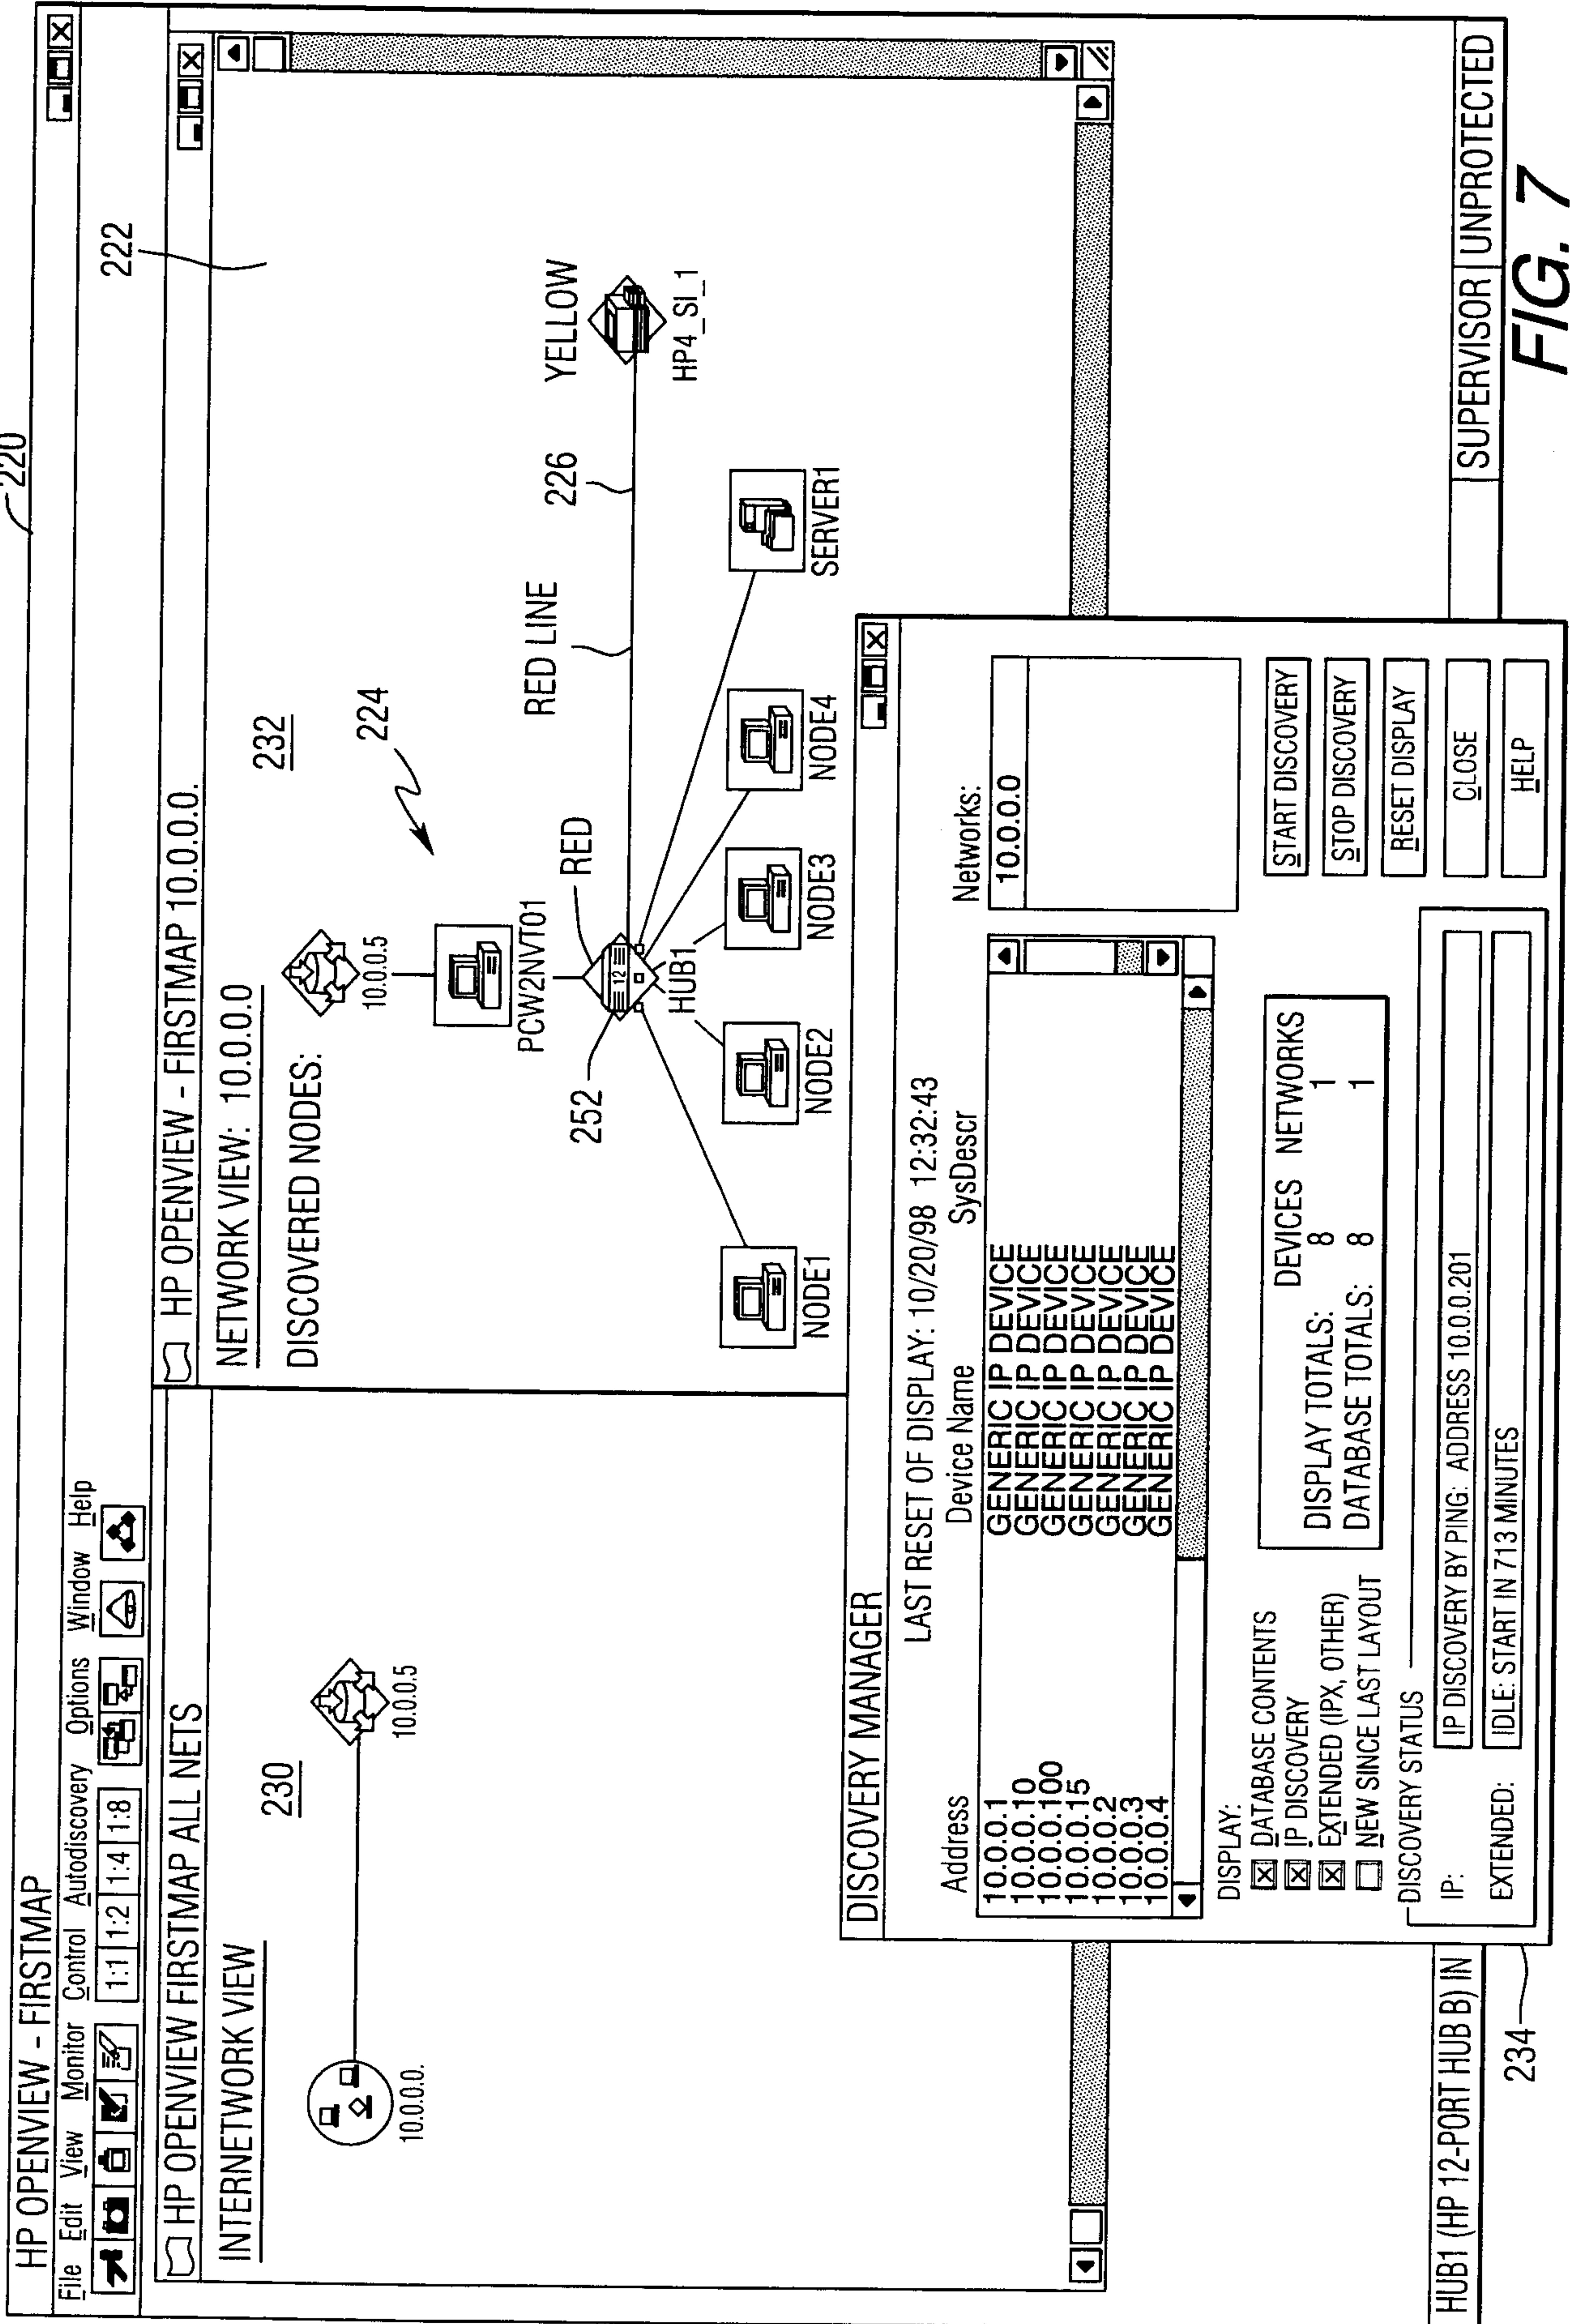 220
HP OPENVIEW - FIRSTMAP
File Edit View Monitor Control Autodiscovery Options Window Help
1:1 1:2 1:4 1:8
222
HP OPENVIEW FIRSTMAP ALL NETS
INTERNETWORK VIEW
230
10.0.0.0.
10.0.0.5
HP OPENVIEW - FIRSTMAP 10.0.0.0.
NETWORK VIEW: 10.0.0.0
232
DISCOVERED NODES:
224
10.0.0.5
PCW2NVT01
RED
RED LINE
226
YELLOW
252
12
HUB1
HP4_SI_1
NODE1
NODE2
NODE3
NODE4
SERVER1
DISCOVERY MANAGER
LAST RESET OF DISPLAY: 10/20/98 12:32:43
Address Device Name SysDescr
10.0.0.1 GENERIC IP DEVICE
10.0.0.10 GENERIC IP DEVICE
10.0.0.100 GENERIC IP DEVICE
10.0.0.15 GENERIC IP DEVICE
10.0.0.2 GENERIC IP DEVICE
10.0.0.3 GENERIC IP DEVICE
10.0.0.4 GENERIC IP DEVICE
Networks:
10.0.0.0
DISPLAY:
DATABASE CONTENTS
IP DISCOVERY
EXTENDED (IPX, OTHER)
NEW SINCE LAST LAYOUT
DEVICES NETWORKS
DISPLAY TOTALS: 8 1
DATABASE TOTALS: 8 1
START DISCOVERY
STOP DISCOVERY
RESET DISPLAY
CLOSE
HELP
DISCOVERY STATUS
IP: IP DISCOVERY BY PING: ADDRESS 10.0.0.201
EXTENDED: IDLE: START IN 713 MINUTES
HUB1 (HP 12-PORT HUB B) IN
234
SUPERVISOR UNPROTECTED
FIG. 7